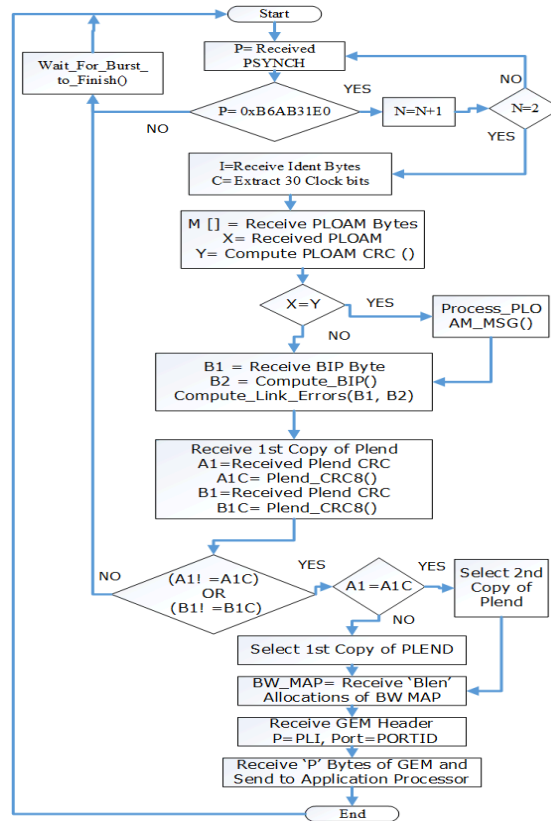 Start
P= Received
PSYNCH
Wait_For_Burst_
to_Finish()
P= 0xB6AB31E0
YES
NO
N=N+1
NO
N=2
YES
I=Receive Ident Bytes
C= Extract 30 Clock bits
M [] = Receive PLOAM Bytes
X= Received PLOAM
Y= Compute PLOAM CRC ()
X=Y
YES
NO
Process_PLO
AM_MSG()
B1 = Receive BIP Byte
B2 = Compute_BIP()
Compute_Link_Errors(B1, B2)
Receive 1st Copy of Plend
A1=Received Plend CRC
A1C= Plend_CRC8()
B1=Received Plend CRC
B1C= Plend_CRC8()
NO
(A1! =A1C)
OR
(B1! =B1C)
YES
A1=A1C
YES
NO
Select 2nd
Copy of
Plend
Select 1st Copy of PLEND
BW_MAP= Receive ‘Blen’
Allocations of BW MAP
Receive GEM Header
P=PLI, Port=PORTID
Receive ‘P’ Bytes of GEM and
Send to Application Processor
End